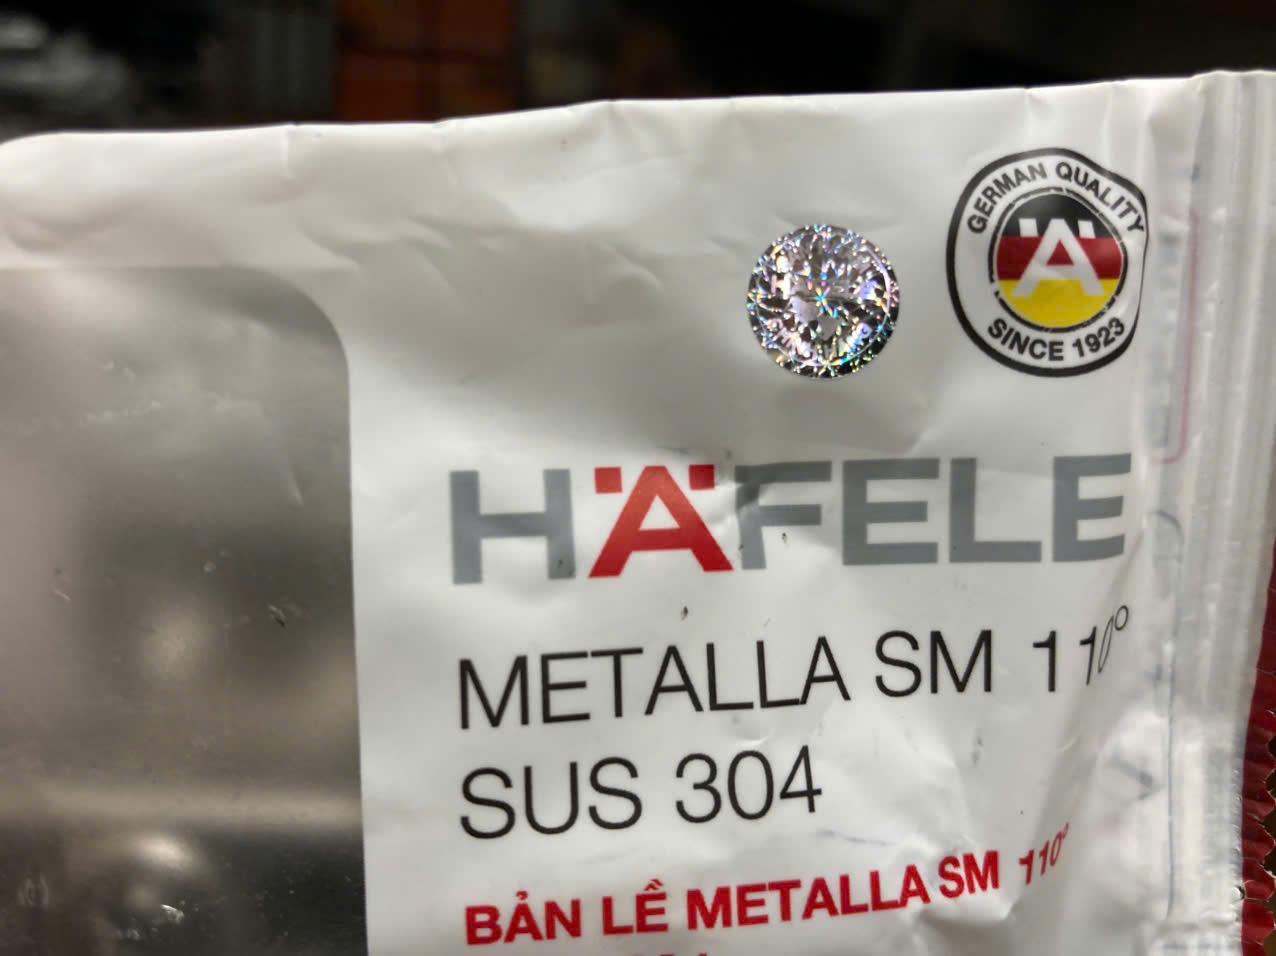 GERMAN QUALITY
SINCE 1923
HÄFELE
METALLA SM 110°
SUS 304
BẢN LỀ METALLA SM 110°